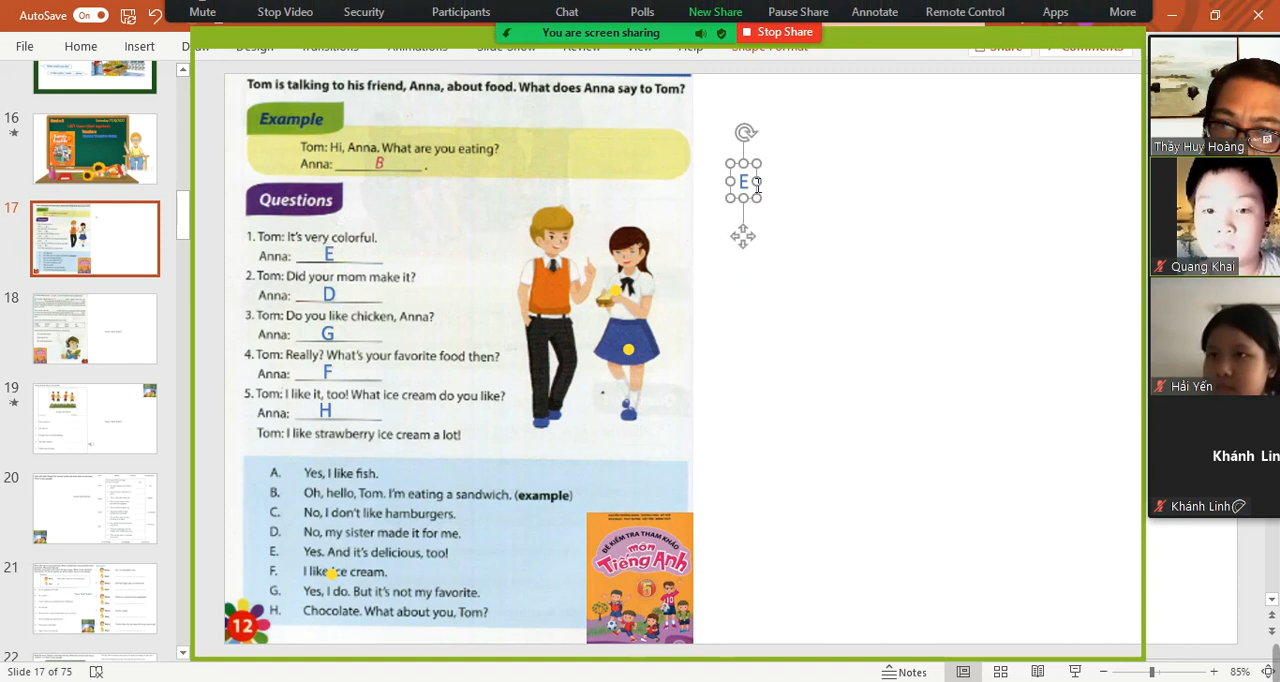 AutoSave On
Mute Stop Video Security Participants Chat Polls New Share Pause Share Annotate Remote Control Apps More
You are screen sharing Stop Share
File Home Insert
Tom is talking to his friend, Anna, about food. What does Anna say to Tom?
Example
Tom: Hi, Anna. What are you eating?
Anna: B.
Questions
1. Tom: It's very colorful.
Anna: E
2. Tom: Did your mom make it?
Anna: D
3. Tom: Do you like chicken, Anna?
Anna: G
4. Tom: Really? What's your favorite food then?
Anna: F
5. Tom: I like it, too! What ice cream do you like?
Anna: H
Tom: I like strawberry ice cream a lot!
A. Yes, I like fish.
B. Oh, hello, Tom. I'm eating a sandwich. (example)
C. No, I don't like hamburgers.
D. No, my sister made it for me.
E. Yes. And it's delicious, too!
F. I like ice cream.
G. Yes, I do. But it's not my favorite.
H. Chocolate. What about you, Tom?
12
ĐỀ KIỂM TRA THAM KHẢO
môn
Tiếng Anh
E
16
17
18
19
20
21
22
Thầy Huy Hoàng
Quang Khai
Hải Yến
Khánh Lin
Khánh Linh
Slide 17 of 75
Notes
85%